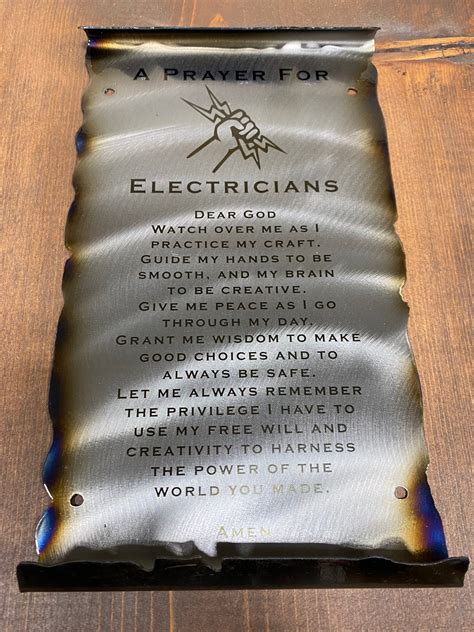 A Prayer For
Electricians
Dear God
Watch over me as I
practice my craft.
Guide my hands to be
smooth, and my brain
to be creative.
Give me peace as I go
through my day.
Grant me wisdom to make
good choices and to
always be safe.
Let me always remember
the privilege I have to
use my free will and
creativity to harness
the power of the
world you made.
Amen